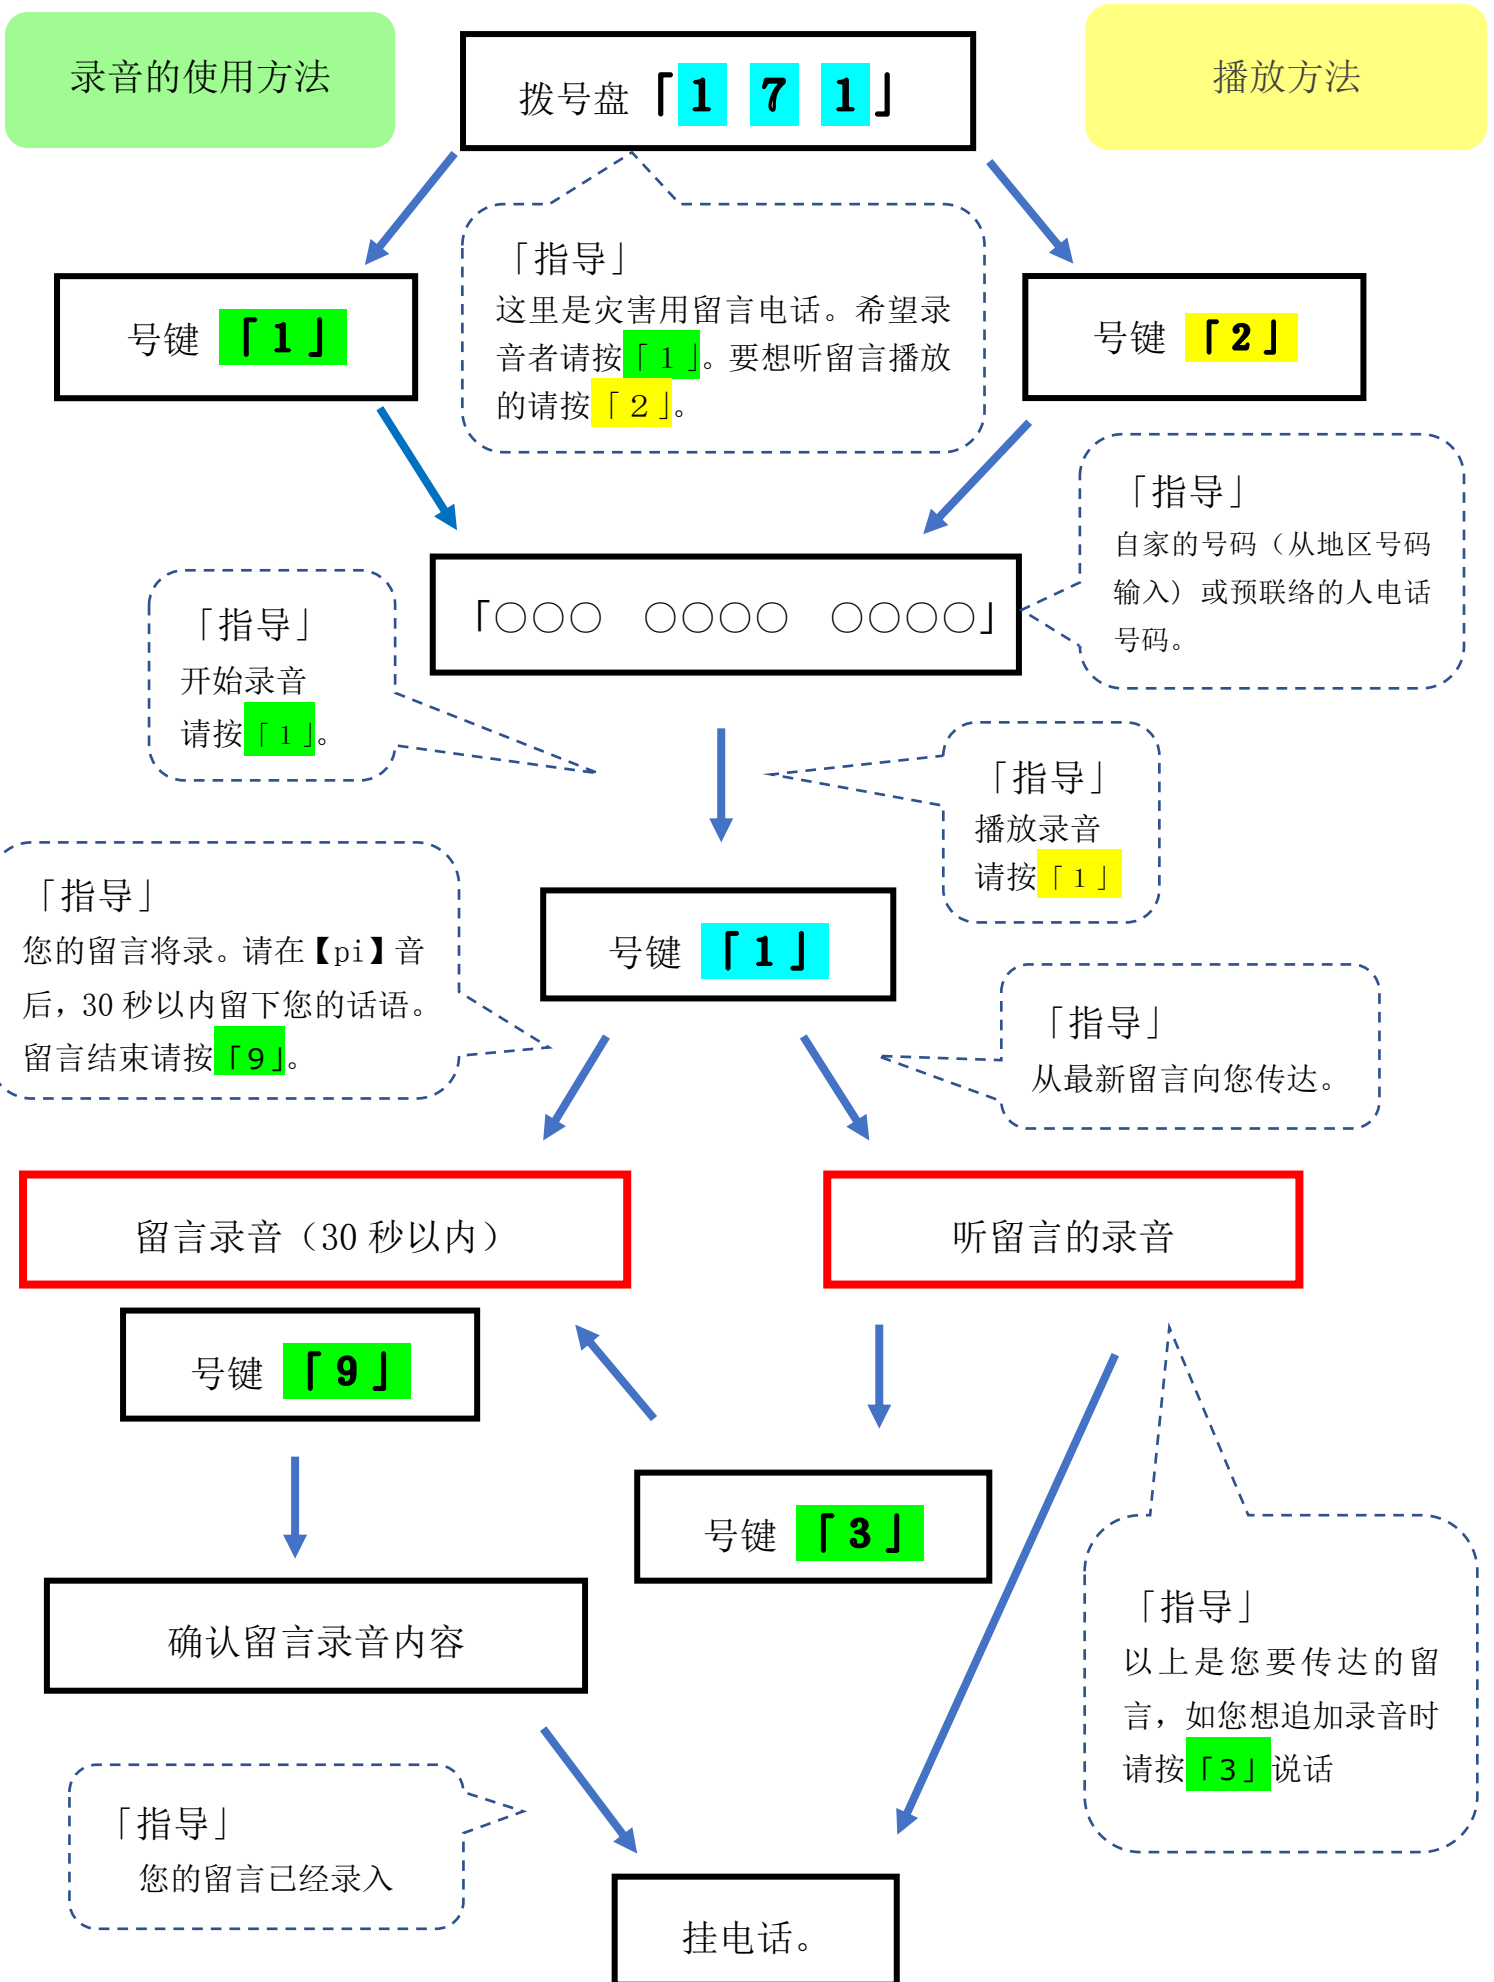 录音的使用方法
拨号盘「1 7 1」
播放方法
「指导」
这里是灾害用留言电话。希望录
音者请按「1」。要想听留言播放
的请按「2」。
号键 「1」
号键 「2」
「指导」
自家的号码（从地区号码
输入）或预联络的人电话
号码。
「○○○ ○○○○ ○○○○」
「指导」
开始录音
请按「1」。
「指导」
播放录音
请按「1」
「指导」
您的留言将录。请在【pi】音
后，30秒以内留下您的话语。
留言结束请按「9」。
号键 「1」
「指导」
从最新留言向您传达。
留言录音（30秒以内）
听留言的录音
号键 「9」
号键 「3」
确认留言录音内容
「指导」
以上是您要传达的留
言，如您想追加录音时
请按「3」说话
「指导」
您的留言已经录入
挂电话。